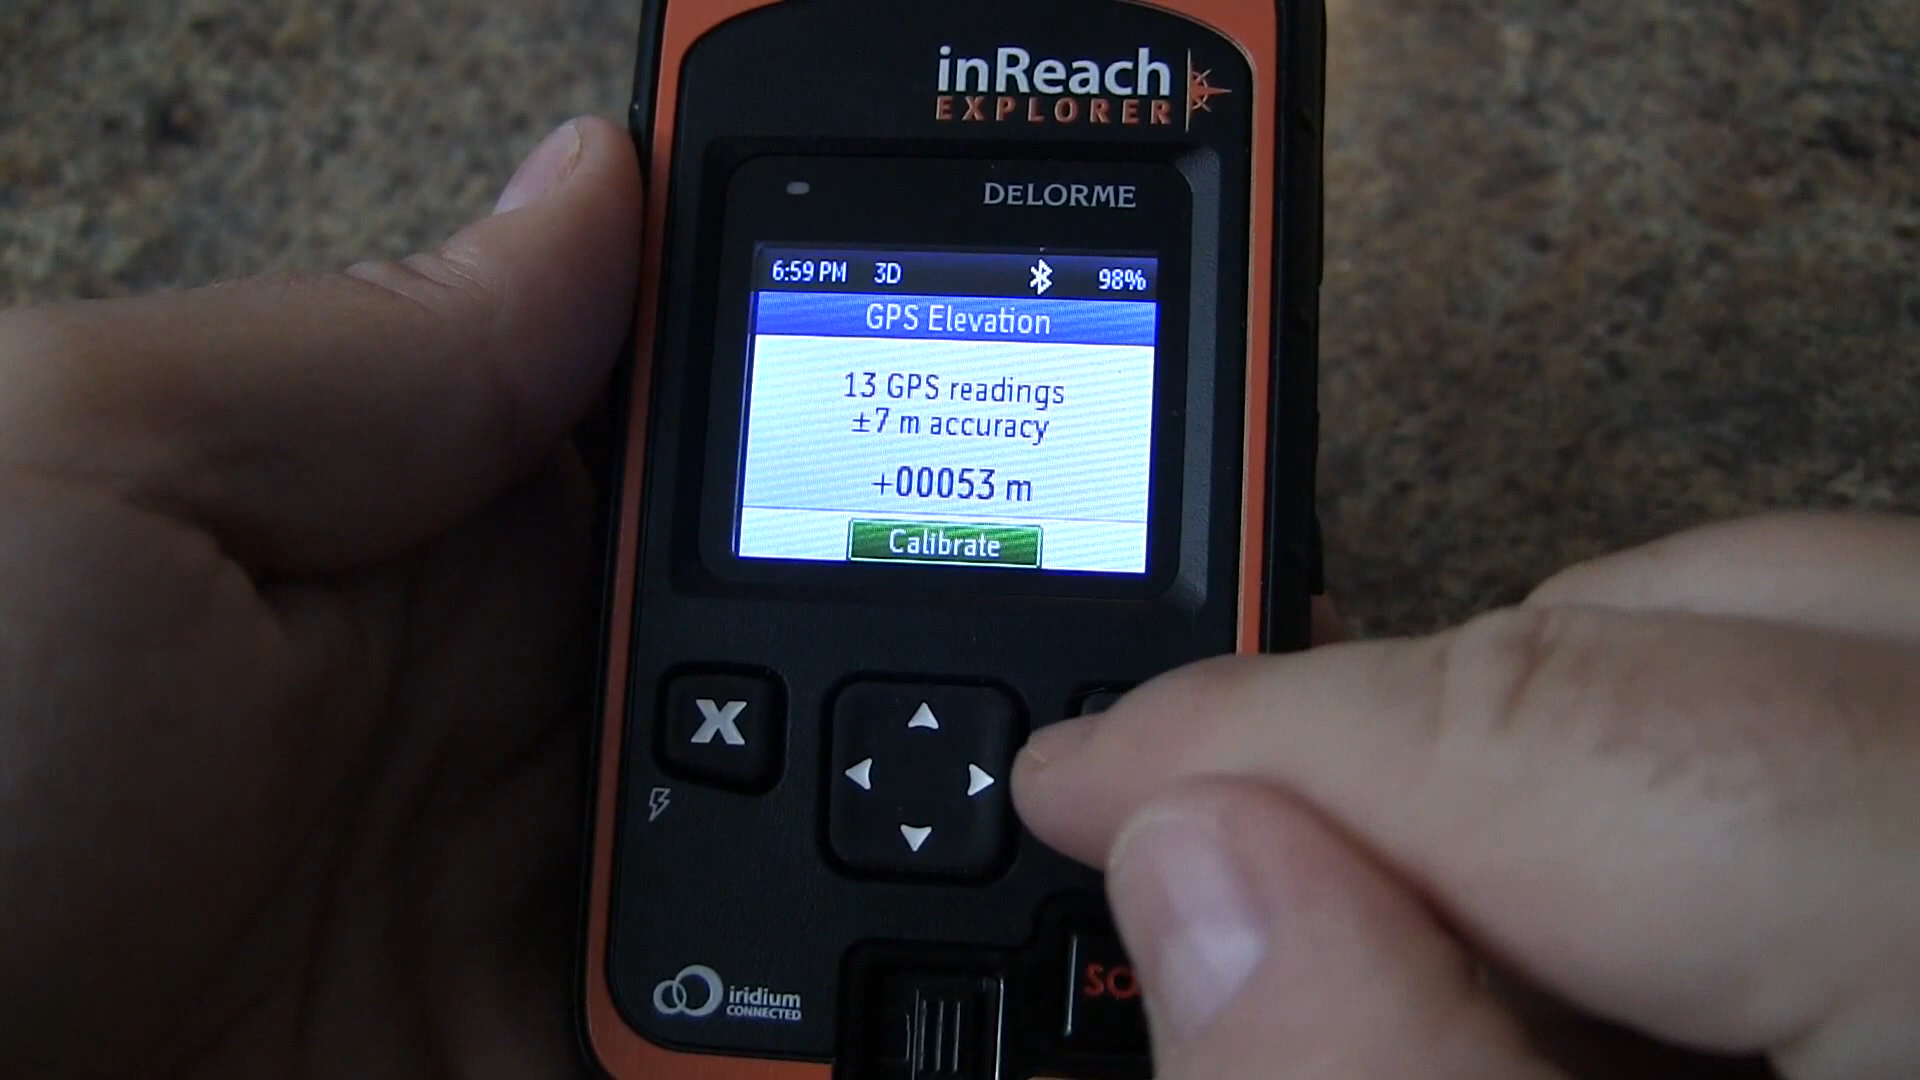 inReach
EXPLORER
DELORME
6:59 PM 3D 98%
GPS Elevation
13 GPS readings
±7 m accuracy
+00053 m
Calibrate
X
iridium
CONNECTED